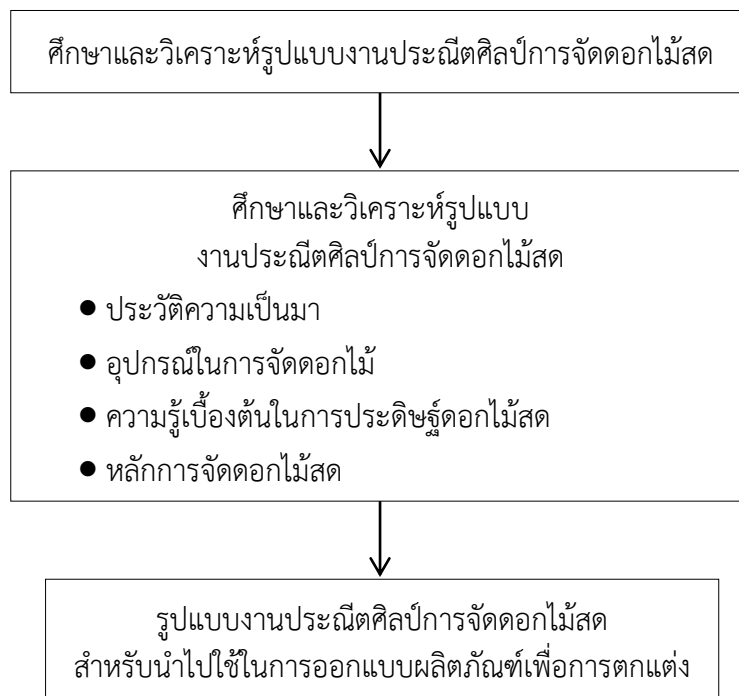 ศึกษาและวิเคราะห์รูปแบบงานประณีตศิลป์การจัดดอกไม้สด
ศึกษาและวิเคราะห์รูปแบบ
งานประณีตศิลป์การจัดดอกไม้สด
● ประวัติความเป็นมา
● อุปกรณ์ในการจัดดอกไม้
● ความรู้เบื้องต้นในการประดิษฐ์ดอกไม้สด
● หลักการจัดดอกไม้สด
รูปแบบงานประณีตศิลป์การจัดดอกไม้สด
สำหรับนำไปใช้ในการออกแบบผลิตภัณฑ์เพื่อการตกแต่ง